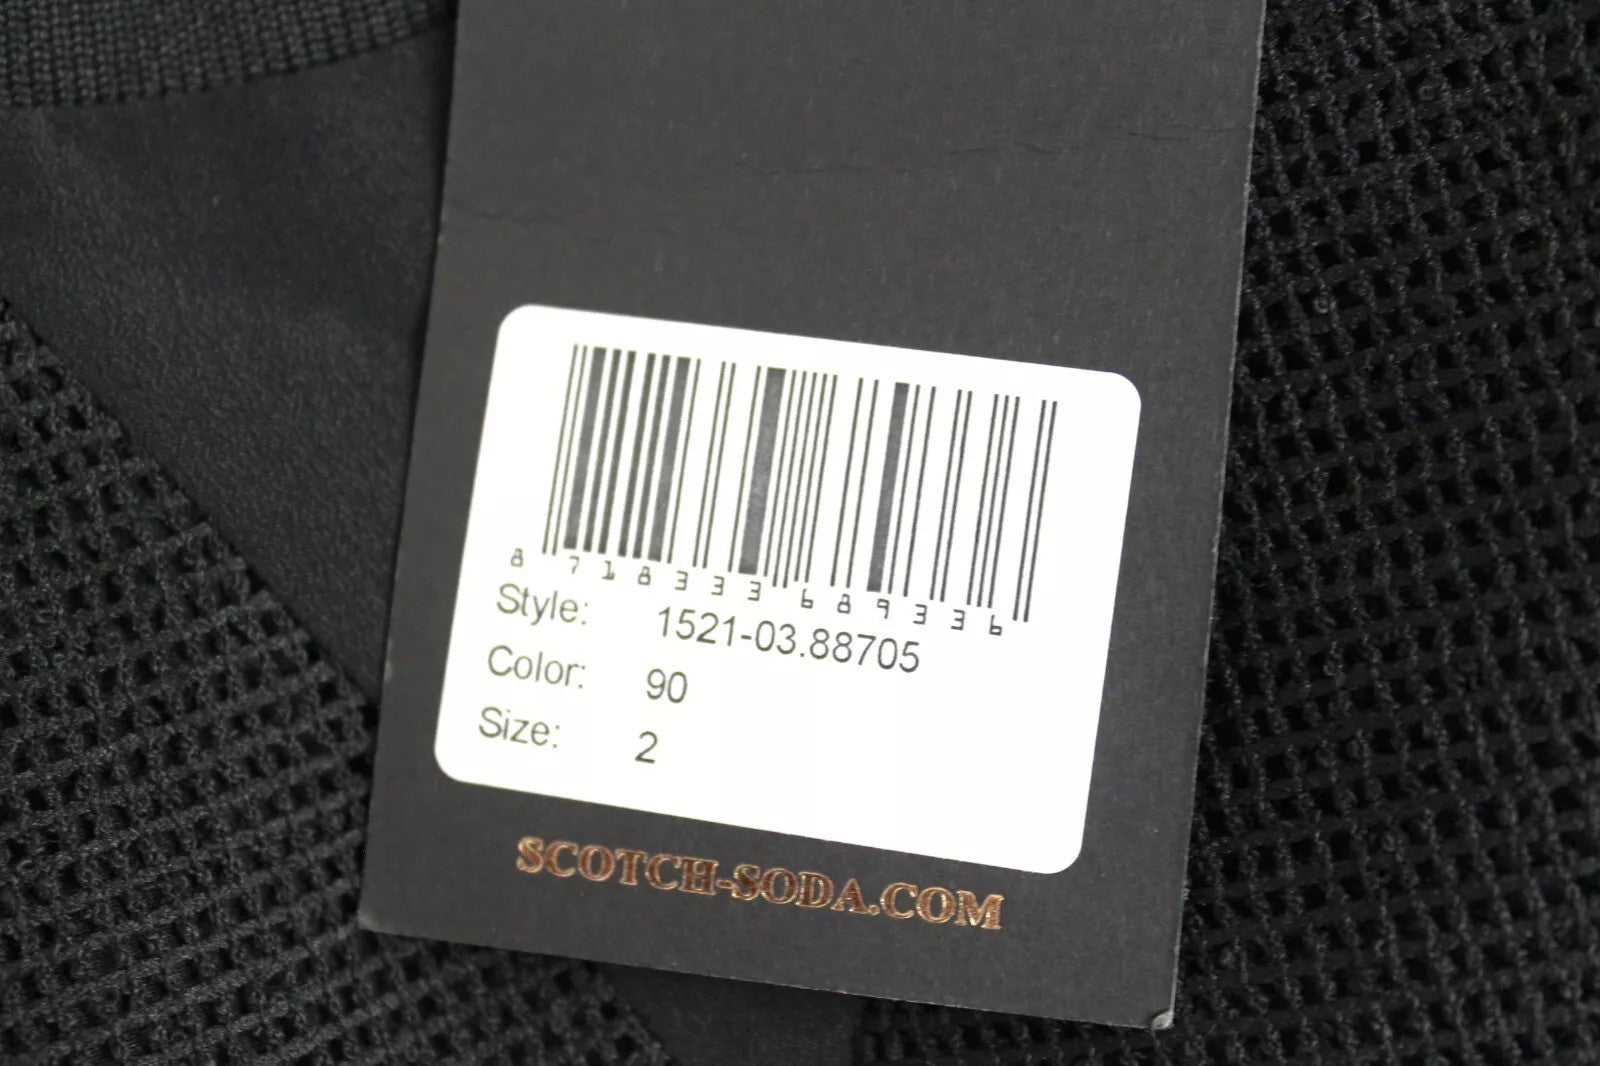 8 718333 689336
Style: 1521-03.88705
Color: 90
Size: 2
SCOTCH-SODA.COM